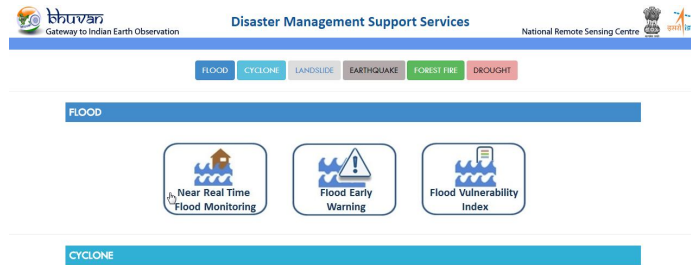 bhuvan
Gateway to Indian Earth Observation
Disaster Management Support Services
National Remote Sensing Centre
FLOOD CYCLONE LANDSLIDE EARTHQUAKE FOREST FIRE DROUGHT
FLOOD
Near Real Time
Flood Monitoring
Flood Early
Warning
Flood Vulnerability
Index
CYCLONE